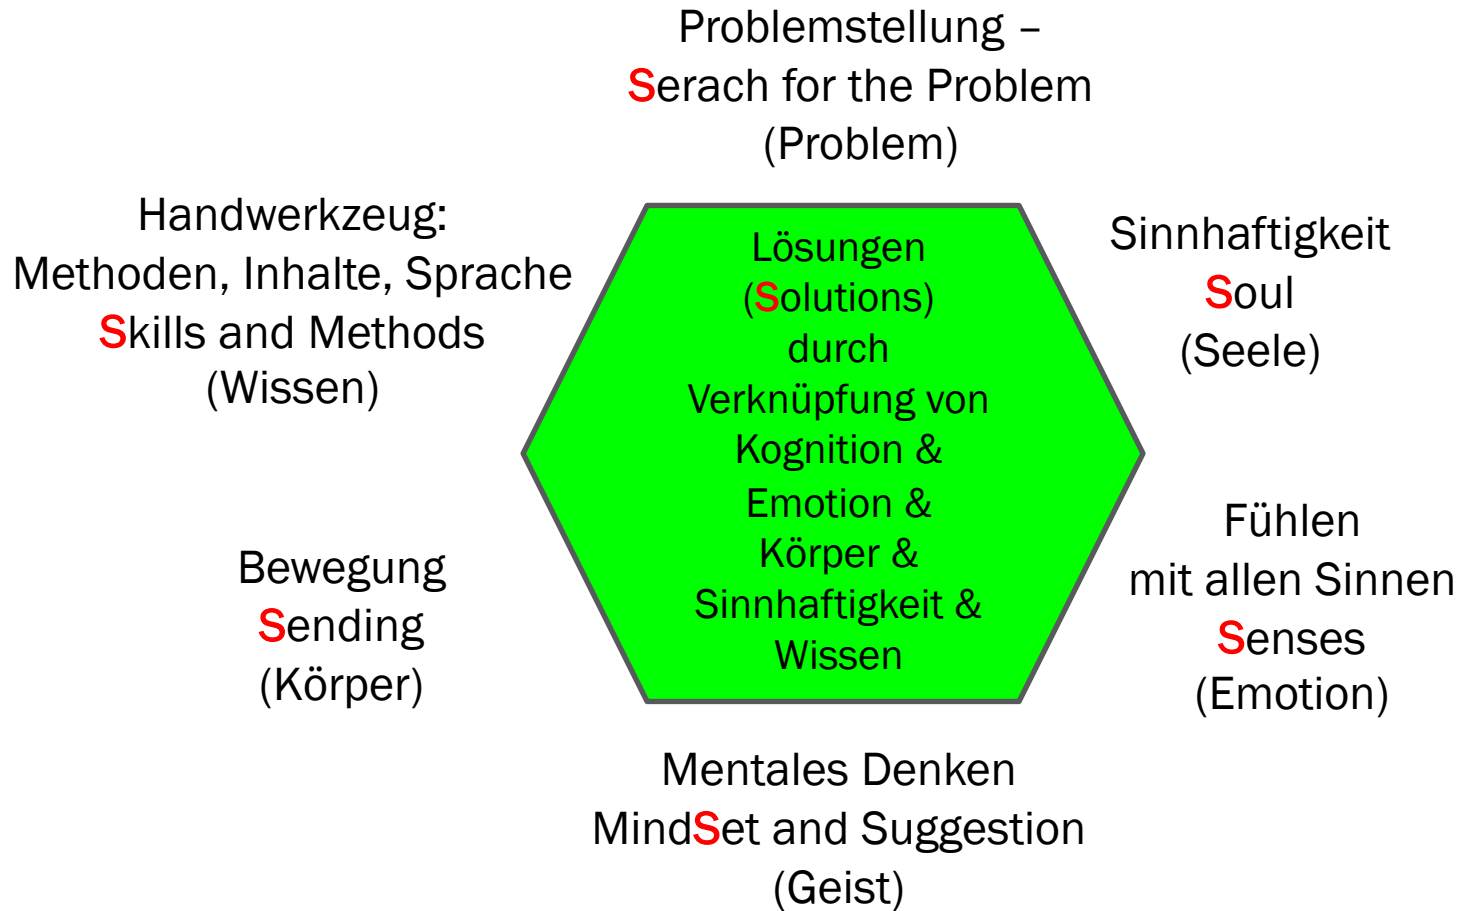 Problemstellung –
Serach for the Problem
(Problem)
Handwerkzeug:
Methoden, Inhalte, Sprache
Skills and Methods
(Wissen)
Lösungen
(Solutions)
durch
Verknüpfung von
Kognition &
Emotion &
Körper &
Sinnhaftigkeit &
Wissen
Sinnhaftigkeit
Soul
(Seele)
Bewegung
Sending
(Körper)
Fühlen
mit allen Sinnen
Senses
(Emotion)
Mentales Denken
MindSet and Suggestion
(Geist)